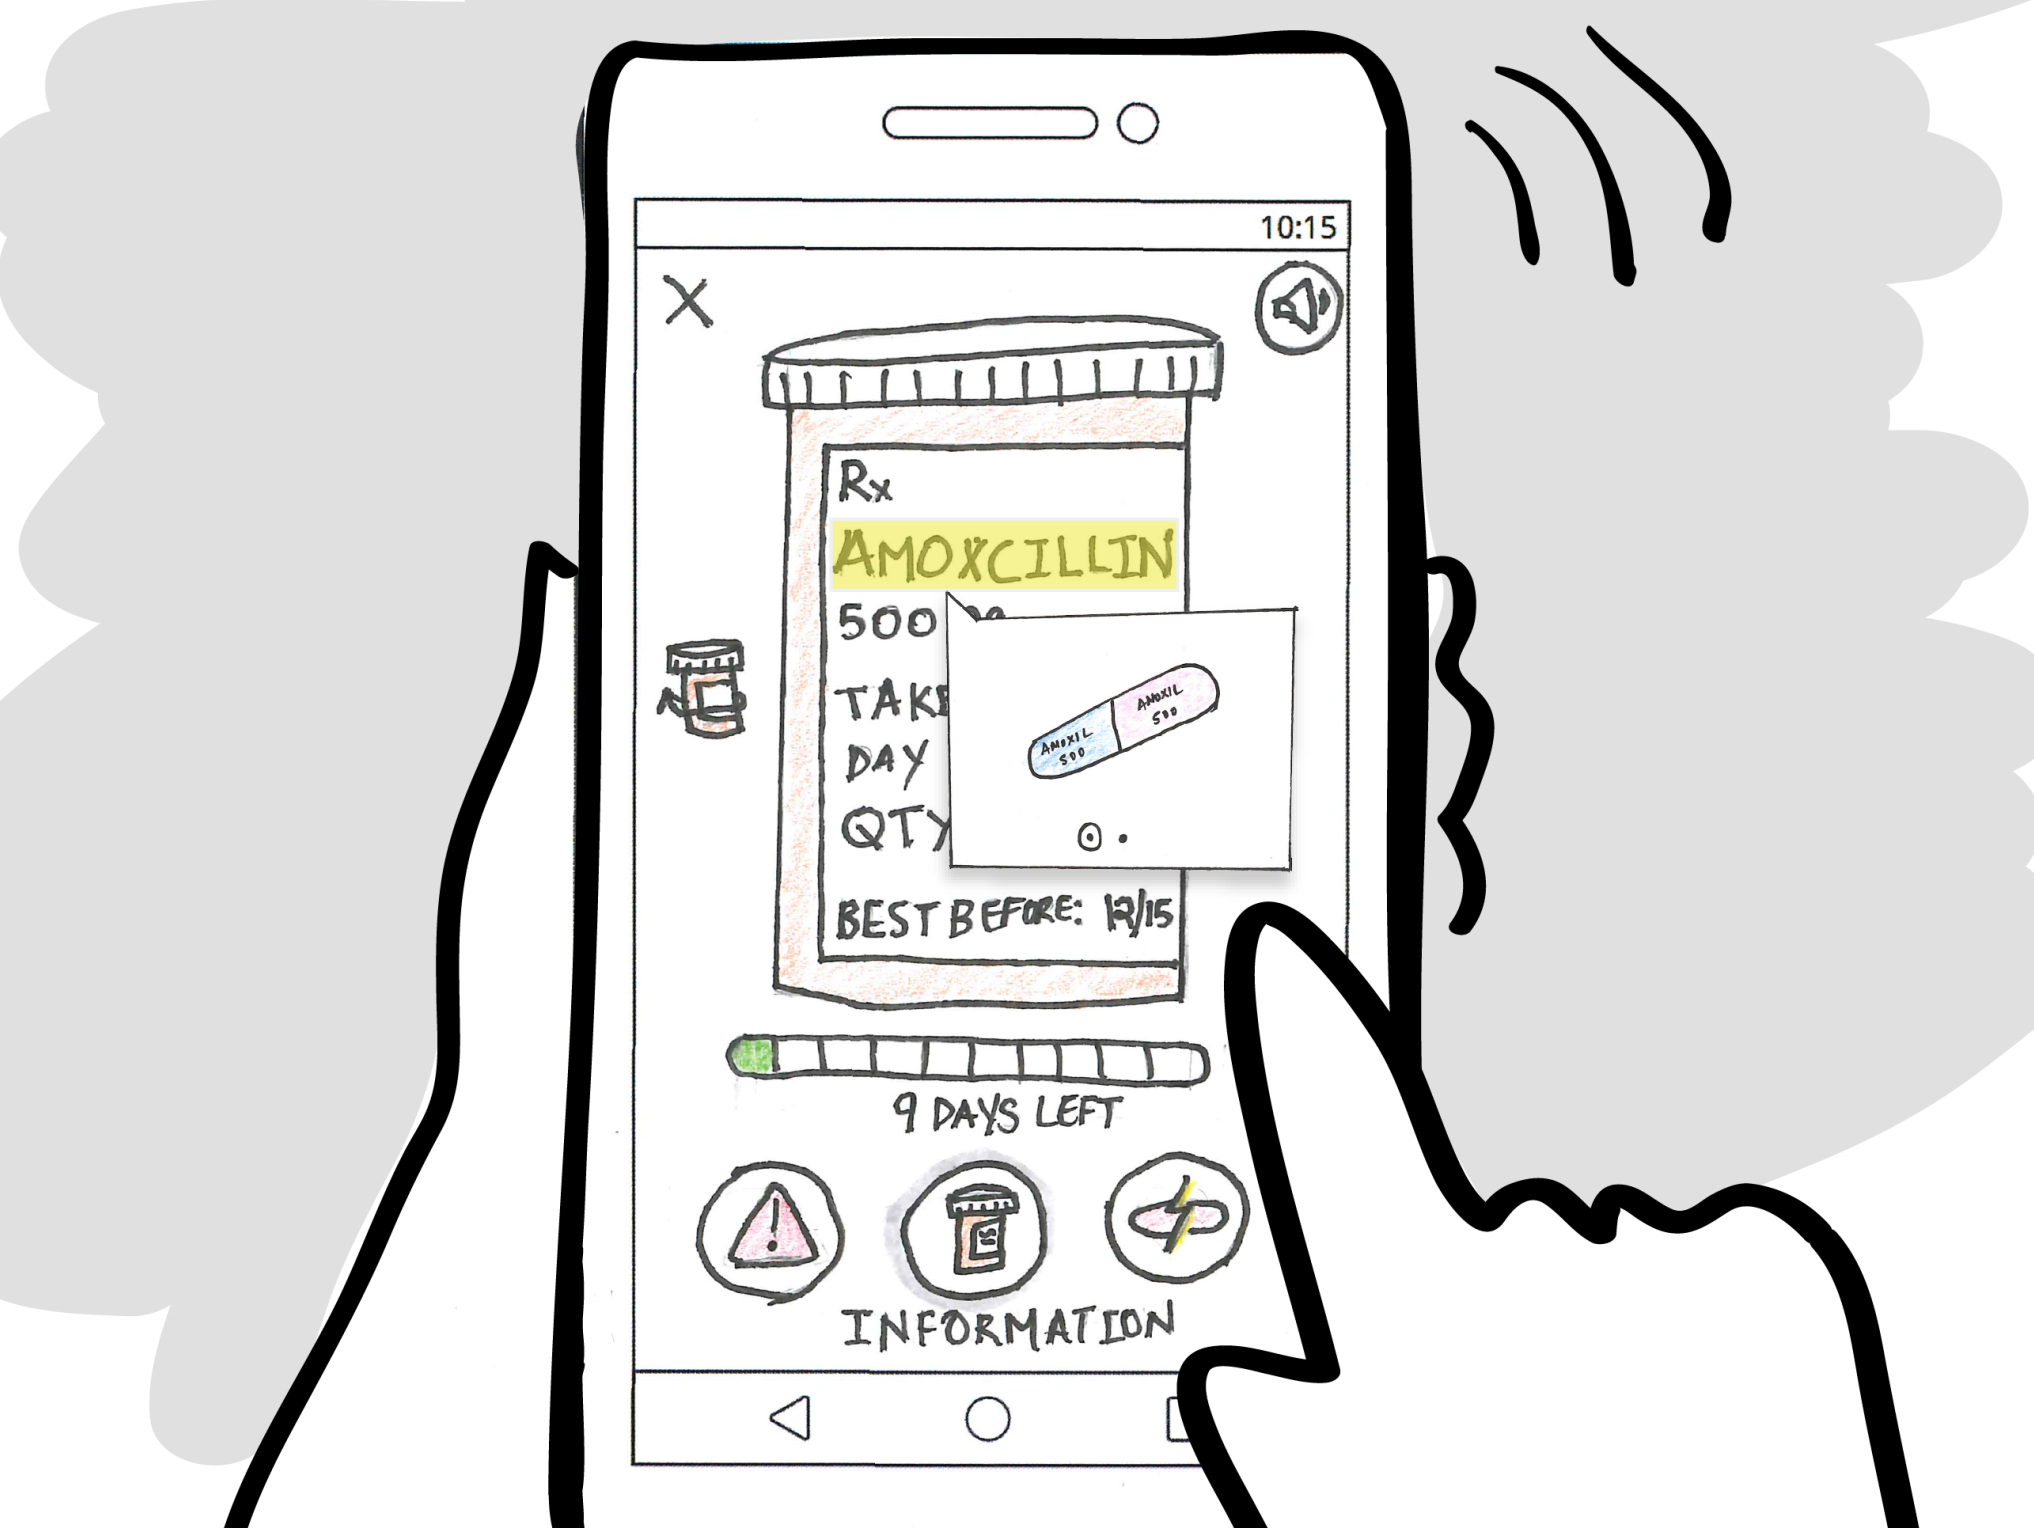 10:15
X
Rx
AMOXCILLIN
500
TAKE
DAY
QTY
AMOXIL
500
AMOXIL
500
BEST BEFORE: 12/15
9 DAYS LEFT
INFORMATION